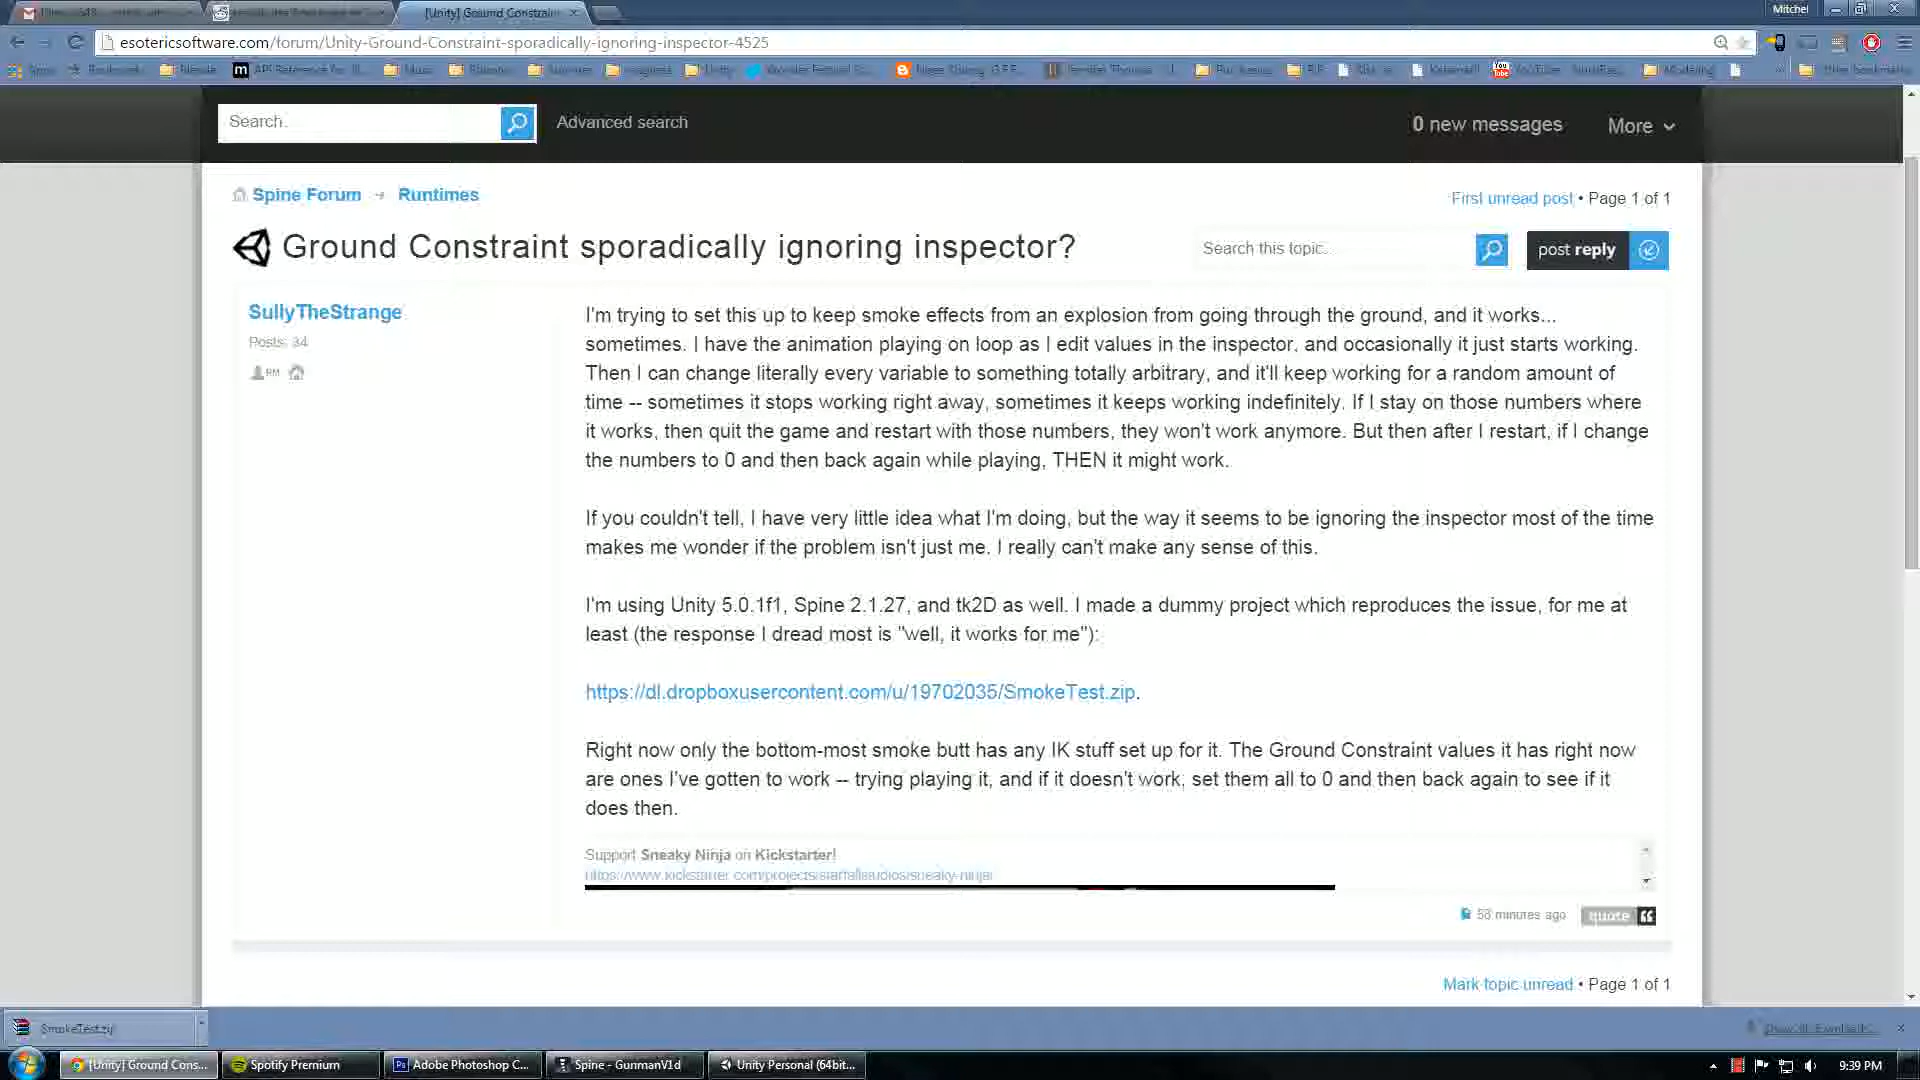 [Unity] Ground Constrain
Mitchel
esotericsoftware.com/forum/Unity-Ground-Constraint-sporadically-ignoring-inspector-4525
Search...
Advanced search
0 new messages
More
Spine Forum
Runtimes
First unread post • Page 1 of 1
Ground Constraint sporadically ignoring inspector?
Search this topic..
post reply
SullyTheStrange
Posts: 34
PM
I'm trying to set this up to keep smoke effects from an explosion from going through the ground, and it works...
sometimes. I have the animation playing on loop as I edit values in the inspector, and occasionally it just starts working.
Then I can change literally every variable to something totally arbitrary, and it'll keep working for a random amount of
time -- sometimes it stops working right away, sometimes it keeps working indefinitely. If I stay on those numbers where
it works, then quit the game and restart with those numbers, they won't work anymore. But then after I restart, if I change
the numbers to 0 and then back again while playing, THEN it might work.
If you couldn't tell, I have very little idea what I'm doing, but the way it seems to be ignoring the inspector most of the time
makes me wonder if the problem isn't just me. I really can't make any sense of this.
I'm using Unity 5.0.1f1, Spine 2.1.27, and tk2D as well. I made a dummy project which reproduces the issue, for me at
least (the response I dread most is "well, it works for me"):
https://dl.dropboxusercontent.com/u/19702035/SmokeTest.zip.
Right now only the bottom-most smoke butt has any IK stuff set up for it. The Ground Constraint values it has right now
are ones I've gotten to work -- trying playing it, and if it doesn't work, set them all to 0 and then back again to see if it
does then.
Support Sneaky Ninja on Kickstarter!
https://www.kickstarter.com/projects/starfallstudios/sneaky-ninja/
58 minutes ago
quote
Mark topic unread • Page 1 of 1
SmokeTest.zip
[Unity] Ground Cons...
Spotify Premium
Adobe Photoshop C...
Spine - GunmanV1d
Unity Personal (64bit...
9:39 PM